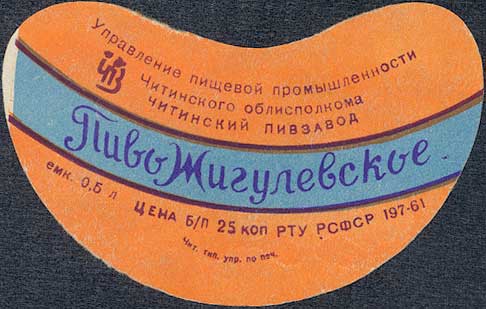 Управление пищевой промышленности
Читинского облисполкома
ЧИТИНСКИЙ ПИВЗАВОД
ЧПЗ
Пиво Жигулевское.
емк. 0,5 л ЦЕНА Б/П 25 КОП РТУ РСФСР 197-61
Чит. тип. упр. по печ.